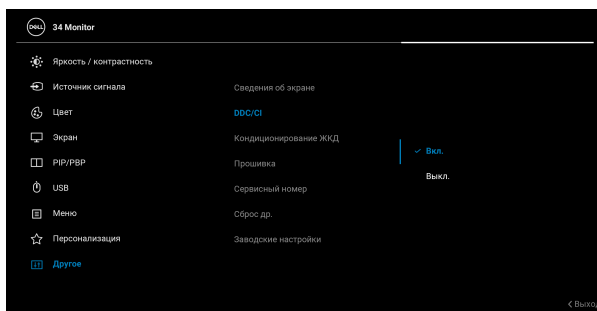 DELL
34 Monitor
Яркость / контрастность
Источник сигнала
Цвет
Экран
PIP/PBP
USB
Меню
Персонализация
Другое
Сведения об экране
DDC/CI
Кондиционирование ЖКД
Прошивка
Сервисный номер
Сброс др.
Заводские настройки
Вкл.
Выкл.